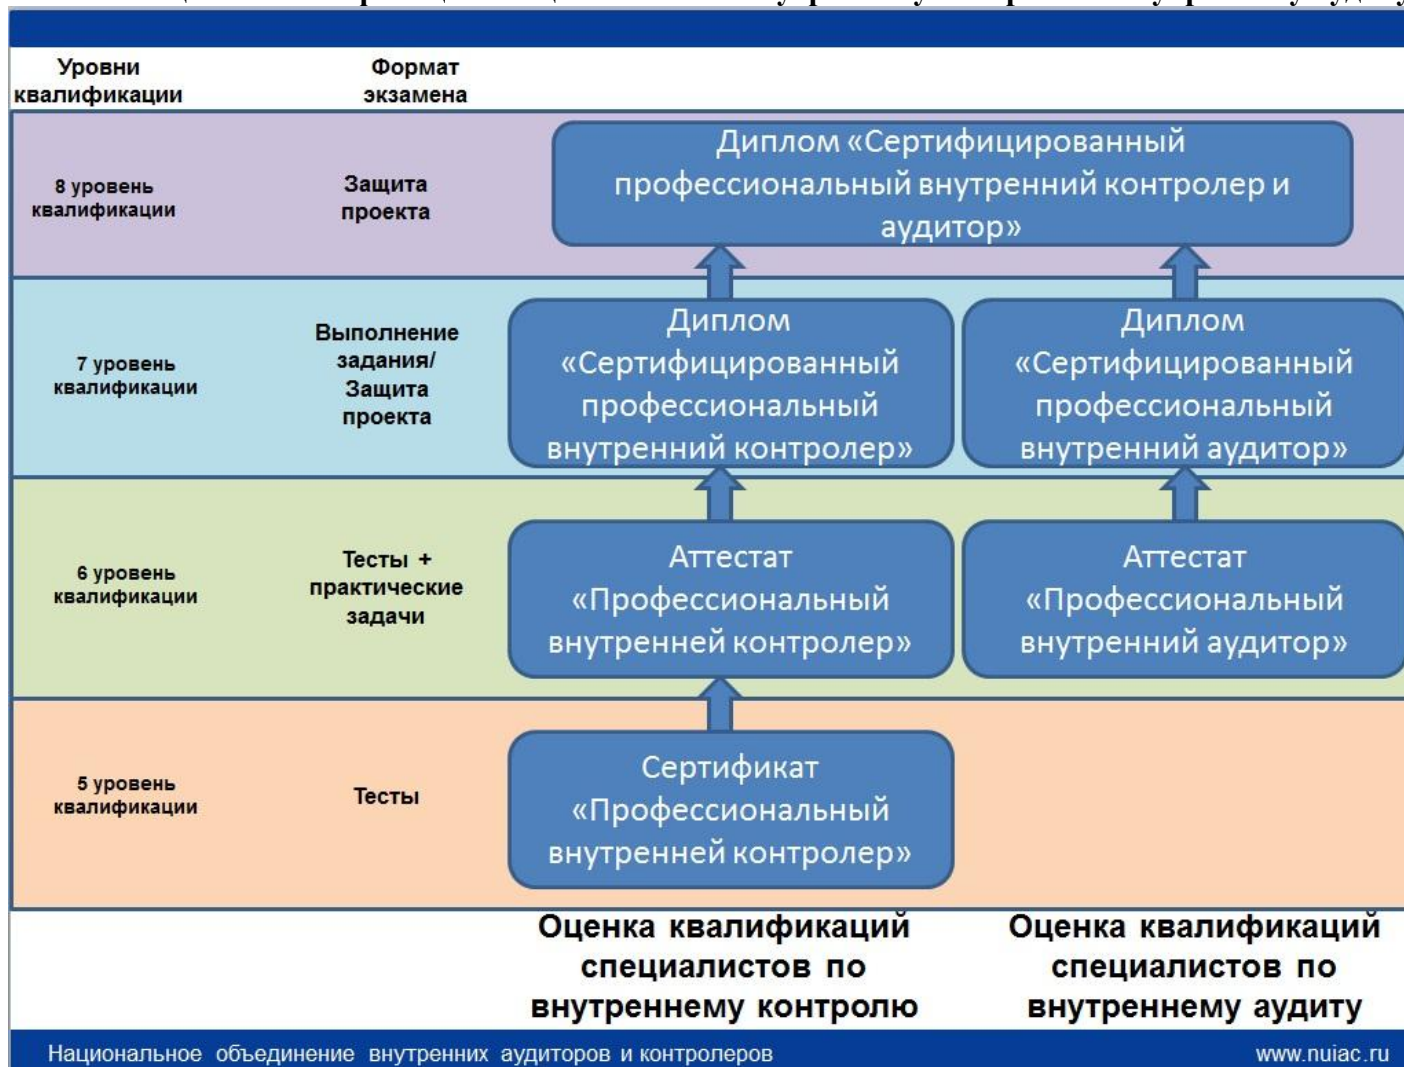 Уровни
квалификации
Формат
экзамена
8 уровень
квалификации
Защита
проекта
Диплом «Сертифицированный
профессиональный внутренний контролер и
аудитор»
7 уровень
квалификации
Выполнение
задания/
Защита
проекта
Диплом
«Сертифицированный
профессиональный
внутренний контролер»
Диплом
«Сертифицированный
профессиональный
внутренний аудитор»
6 уровень
квалификации
Тесты +
практические
задачи
Аттестат
«Профессиональный
внутренней контролер»
Аттестат
«Профессиональный
внутренний аудитор»
5 уровень
квалификации
Тесты
Сертификат
«Профессиональный
внутренней контролер»
Оценка квалификаций
специалистов по
внутреннему контролю
Оценка квалификаций
специалистов по
внутреннему аудиту
Национальное объединение внутренних аудиторов и контролеров
www.nuiac.ru